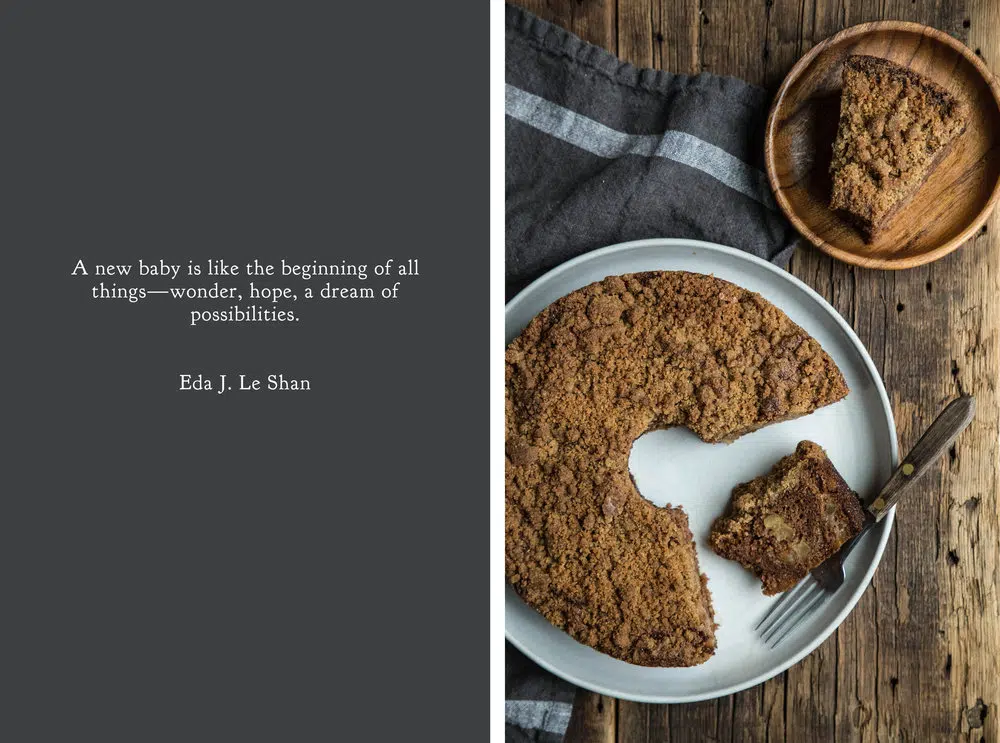 A new baby is like the beginning of all
things—wonder, hope, a dream of
possibilities.
Eda J. Le Shan